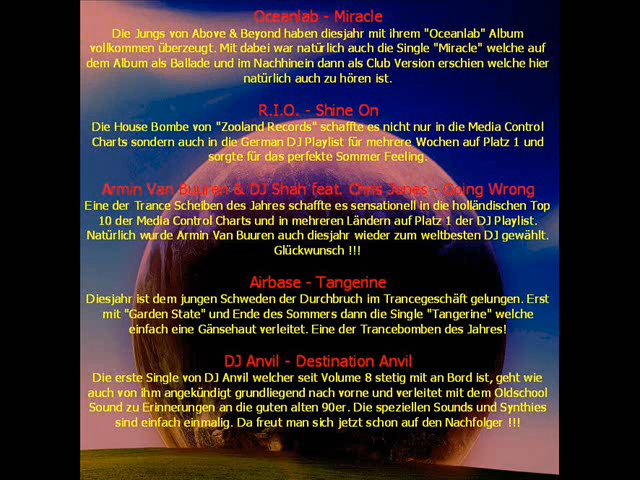 Oceanlab - Miracle
Die Jungs von Above & Beyond haben diesjahr mit ihrem "Oceanlab" Album
vollkommen überzeugt. Mit dabei war natürlich auch die Single "Miracle" welche auf
dem Album als Ballade und im Nachhinein dann als Club Version erschien welche hier
natürlich auch zu hören ist.
R.I.O. - Shine On
Die House Bombe von "Zooland Records" schaffte es nicht nur in die Media Control
Charts sondern auch in die German DJ Playlist für mehrere Wochen auf Platz 1 und
sorgte für das perfekte Sommer Feeling.
Armin Van Buuren & DJ Shah feat. Chris Jones - Going Wrong
Eine der Trance Scheiben des Jahres schaffte es sensationell in die holländischen Top
10 der Media Control Charts und in mehreren Ländern auf Platz 1 der DJ Playlist.
Natürlich wurde Armin Van Buuren auch diesjahr wieder zum weltbesten DJ gewählt.
Glückwunsch !!!
Airbase - Tangerine
Diesjahr ist dem jungen Schweden der Durchbruch im Trancegeschäft gelungen. Erst
mit "Garden State" und Ende des Sommers dann die Single "Tangerine" welche
einfach eine Gänsehaut verleitet. Eine der Trancebomben des Jahres!
DJ Anvil - Destination Anvil
Die erste Single von DJ Anvil welcher seit Volume 8 stetig mit an Bord ist, geht wie
auch von ihm angekündigt grundliegend nach vorne und verleitet mit dem Oldschool
Sound zu Erinnerungen an die guten alten 90er. Die speziellen Sounds und Synthies
sind einfach einmalig. Da freut man sich jetzt schon auf den Nachfolger !!!